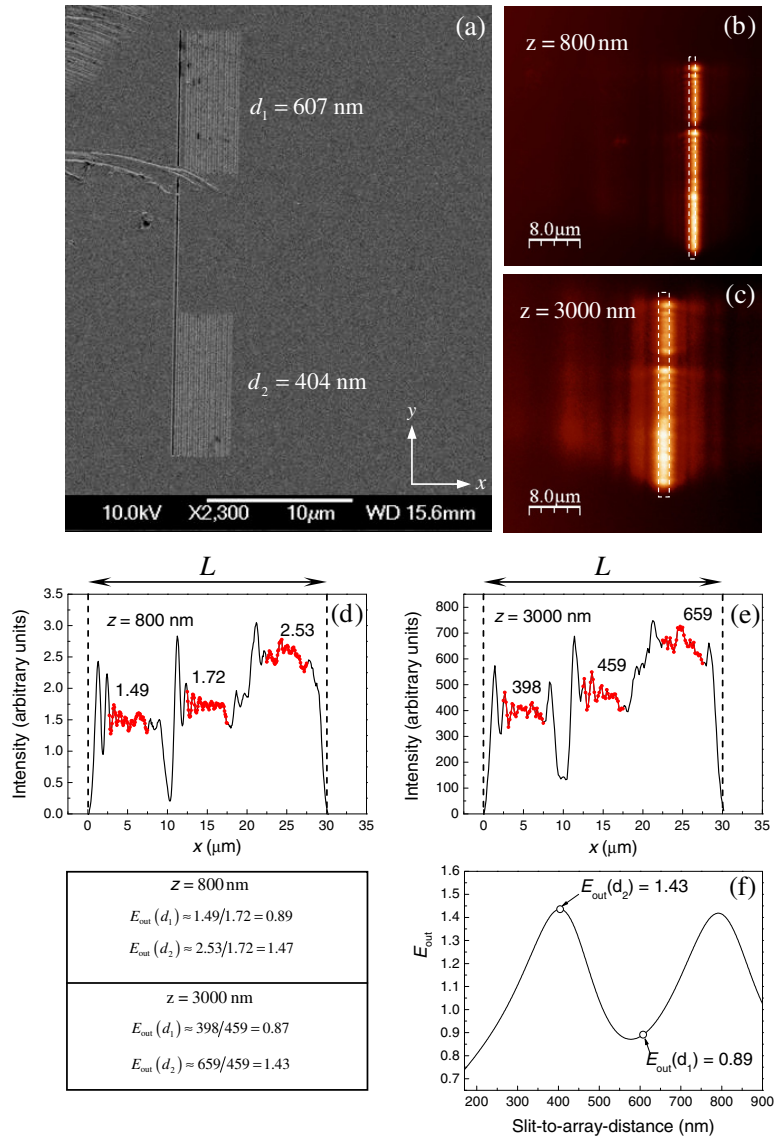 (a)
d1 = 607 nm
d2 = 404 nm
y
x
10.0kV X2,300 10µm WD 15.6mm
(b)
z = 800 nm
8.0µm
(c)
z = 3000 nm
8.0µm
L
(d)
z = 800 nm
1.49
1.72
2.53
Intensity (arbitrary units)
3.5
3.0
2.5
2.0
1.5
1.0
0.5
0.0
0 5 10 15 20 25 30 35
x (µm)
L
(e)
z = 3000 nm
398
459
659
Intensity (arbitrary units)
800
700
600
500
400
300
200
100
0
0 5 10 15 20 25 30 35
x (µm)
z = 800 nm
Eout (d1) ≈ 1.49/1.72 = 0.89
Eout (d2) ≈ 2.53/1.72 = 1.47
z = 3000 nm
Eout (d1) ≈ 398/459 = 0.87
Eout (d2) ≈ 659/459 = 1.43
(f)
Eout(d2) = 1.43
Eout(d1) = 0.89
Eout
1.6
1.5
1.4
1.3
1.2
1.1
1.0
0.9
0.8
0.7
200 300 400 500 600 700 800 900
Slit-to-array-distance (nm)